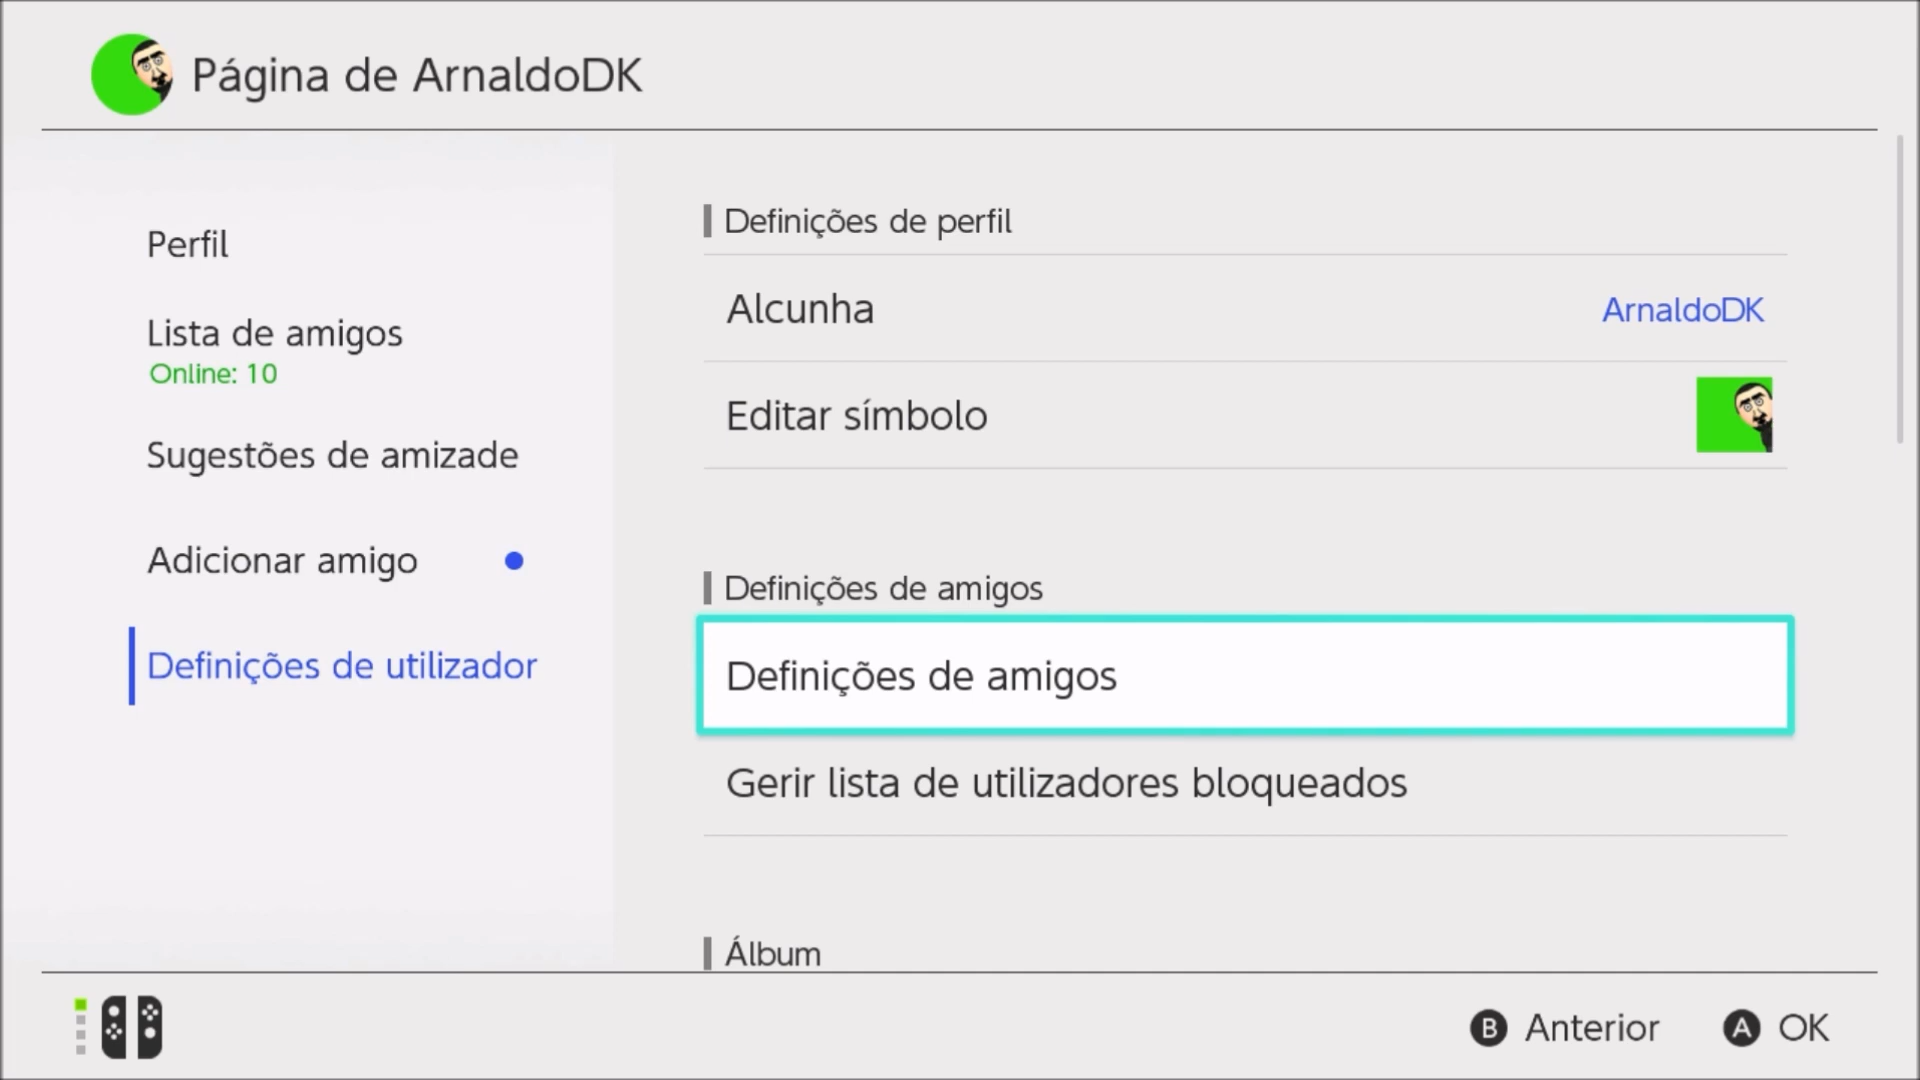 Página de ArnaldoDK
Perfil
Lista de amigos
Online: 10
Sugestões de amizade
Adicionar amigo
Definições de utilizador
Definições de perfil
Alcunha
ArnaldoDK
Editar símbolo
Definições de amigos
Definições de amigos
Gerir lista de utilizadores bloqueados
Álbum
B Anterior
A OK